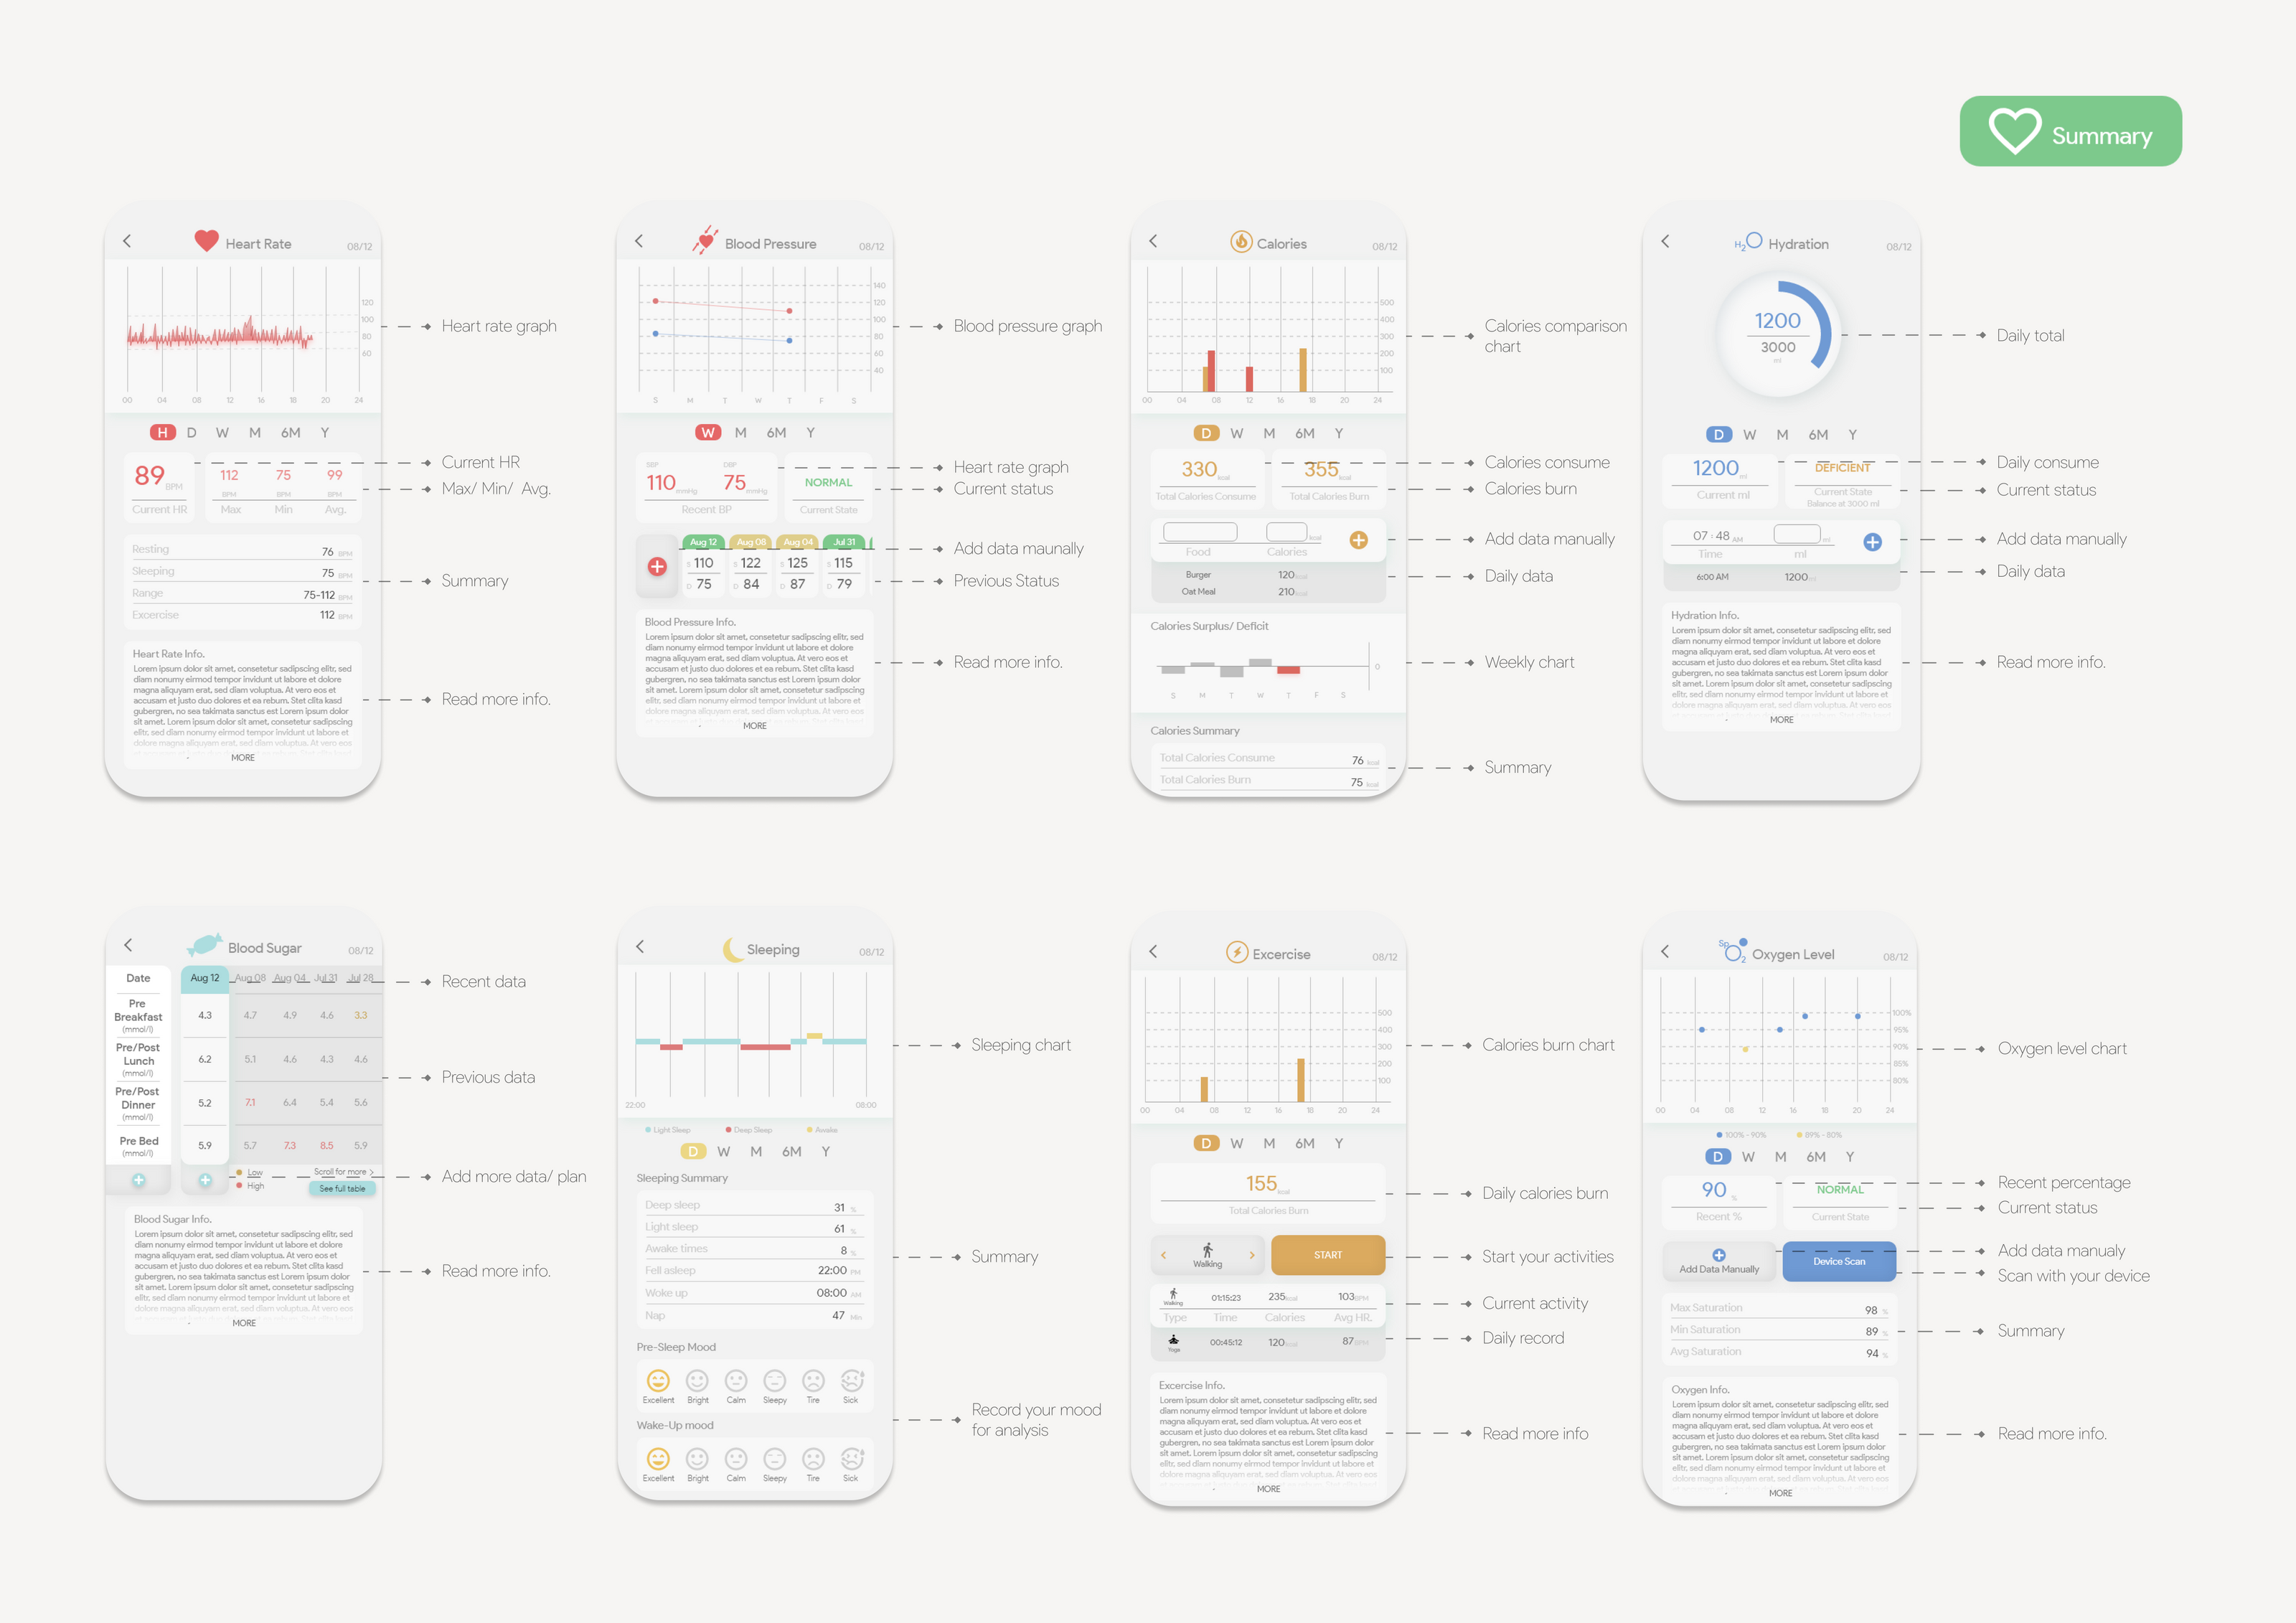 Summary
Heart Rate
08/12
120
100
80
60
00 04 08 12 16 18 20 24
H D W M 6M Y
89 BPM
Current HR
112 75 99
BPM BPM BPM
Max Min Avg.
Resting 76 BPM
Sleeping 75 BPM
Range 75-112 BPM
Excercise 112 BPM
Heart Rate Info.
Lorem ipsum dolor sit amet, consetetur sadipscing elitr, sed
diam nonumy eirmod tempor invidunt ut labore et dolore
magna aliquyam erat, sed diam voluptua. At vero eos et
accusam et justo duo dolores et ea rebum. Stet clita kasd
gubergren, no sea takimata sanctus est Lorem ipsum dolor
sit amet. Lorem ipsum dolor sit amet, consetetur sadipscing
elitr, sed diam nonumy eirmod tempor invidunt ut labore et
dolore magna aliquyam erat, sed diam voluptua. At vero eos
MORE
Heart rate graph
Current HR
Max/ Min/ Avg.
Summary
Read more info.
Blood Pressure
08/12
140
120
100
80
60
40
S M T W T F S
W M 6M Y
SBP DBP
110 mmHg 75 mmHg
Recent BP
NORMAL
Current State
Aug 12 Aug 08 Aug 04 Jul 31
S 110 S 122 S 125 S 115
D 75 D 84 D 87 D 79
Blood Pressure Info.
Lorem ipsum dolor sit amet, consetetur sadipscing elitr, sed
diam nonumy eirmod tempor invidunt ut labore et dolore
magna aliquyam erat, sed diam voluptua. At vero eos et
accusam et justo duo dolores et ea rebum. Stet clita kasd
gubergren, no sea takimata sanctus est Lorem ipsum dolor
sit amet. Lorem ipsum dolor sit amet, consetetur sadipscing
elitr, sed diam nonumy eirmod tempor invidunt ut labore et
dolore magna aliquyam erat, sed diam voluptua. At vero eos
MORE
Blood pressure graph
Heart rate graph
Current status
Add data maunally
Previous Status
Read more info.
Calories
08/12
500
400
300
200
100
00 04 08 12 16 18 20 24
D W M 6M Y
330 kcal
Total Calories Consume
355 kcal
Total Calories Burn
kcal
Food Calories
Burger 120 kcal
Oat Meal 210 kcal
Calories Surplus/ Deficit
0
S M T W T F S
Calories Summary
Total Calories Consume 76 kcal
Total Calories Burn 75 kcal
Calories comparison
chart
Calories consume
Calories burn
Add data manually
Daily data
Weekly chart
Summary
H2O Hydration
08/12
1200
3000
ml
D W M 6M Y
1200 ml
Current ml
DEFICIENT
Current State
Balance at 3000 ml
07 : 48 AM ml
Time ml
6:00 AM 1200 ml
Hydration Info.
Lorem ipsum dolor sit amet, consetetur sadipscing elitr, sed
diam nonumy eirmod tempor invidunt ut labore et dolore
magna aliquyam erat, sed diam voluptua. At vero eos et
accusam et justo duo dolores et ea rebum. Stet clita kasd
gubergren, no sea takimata sanctus est Lorem ipsum dolor
sit amet. Lorem ipsum dolor sit amet, consetetur sadipscing
elitr, sed diam nonumy eirmod tempor invidunt ut labore et
dolore magna aliquyam erat, sed diam voluptua. At vero eos
MORE
Daily total
Daily consume
Current status
Add data manually
Daily data
Read more info.
Blood Sugar
08/12
Date Aug 12 Aug 08 Aug 04 Jul 31 Jul 28
Pre
Breakfast 4.3 4.7 4.9 4.6 3.3
(mmol/l)
Pre/Post
Lunch 6.2 5.1 4.6 4.3 4.6
(mmol/l)
Pre/Post
Dinner 5.2 7.1 6.4 5.4 5.6
(mmol/l)
Pre Bed 5.9 5.7 7.3 8.5 5.9
(mmol/l)
Low Scroll for more >
High See full table
Blood Sugar Info.
Lorem ipsum dolor sit amet, consetetur sadipscing elitr, sed
diam nonumy eirmod tempor invidunt ut labore et dolore
magna aliquyam erat, sed diam voluptua. At vero eos et
accusam et justo duo dolores et ea rebum. Stet clita kasd
gubergren, no sea takimata sanctus est Lorem ipsum dolor
sit amet. Lorem ipsum dolor sit amet, consetetur sadipscing
elitr, sed diam nonumy eirmod tempor invidunt ut labore et
dolore magna aliquyam erat, sed diam voluptua. At vero eos
MORE
Recent data
Previous data
Add more data/ plan
Read more info.
Sleeping
08/12
22:00 08:00
Light Sleep Deep Sleep Awake
D W M 6M Y
Sleeping Summary
Deep sleep 31 %
Light sleep 61 %
Awake times 8 %
Fell asleep 22:00 PM
Woke up 08:00 AM
Nap 47 Min
Pre-Sleep Mood
Excellent Bright Calm Sleepy Tire Sick
Wake-Up mood
Excellent Bright Calm Sleepy Tire Sick
Sleeping chart
Summary
Record your mood
for analysis
Excercise
08/12
500
400
300
200
100
00 04 08 12 16 18 20 24
D W M 6M Y
155 kcal
Total Calories Burn
Walking
START
Walking 01:15:23 235 kcal 103 BPM
Type Time Calories Avg HR.
Yoga 00:45:12 120 kcal 87 BPM
Excercise Info.
Lorem ipsum dolor sit amet, consetetur sadipscing elitr, sed
diam nonumy eirmod tempor invidunt ut labore et dolore
magna aliquyam erat, sed diam voluptua. At vero eos et
accusam et justo duo dolores et ea rebum. Stet clita kasd
gubergren, no sea takimata sanctus est Lorem ipsum dolor
sit amet. Lorem ipsum dolor sit amet, consetetur sadipscing
elitr, sed diam nonumy eirmod tempor invidunt ut labore et
dolore magna aliquyam erat, sed diam voluptua. At vero eos
MORE
Calories burn chart
Daily calories burn
Start your activities
Current activity
Daily record
Read more info
SpO2 Oxygen Level
08/12
100%
95%
90%
85%
80%
00 04 08 12 16 18 20 24
100% - 90% 89% - 80%
D W M 6M Y
90 %
Recent %
NORMAL
Current State
Add Data Manually
Device Scan
Max Saturation 98 %
Min Saturation 89 %
Avg Saturation 94 %
Oxygen Info.
Lorem ipsum dolor sit amet, consetetur sadipscing elitr, sed
diam nonumy eirmod tempor invidunt ut labore et dolore
magna aliquyam erat, sed diam voluptua. At vero eos et
accusam et justo duo dolores et ea rebum. Stet clita kasd
gubergren, no sea takimata sanctus est Lorem ipsum dolor
sit amet. Lorem ipsum dolor sit amet, consetetur sadipscing
elitr, sed diam nonumy eirmod tempor invidunt ut labore et
dolore magna aliquyam erat, sed diam voluptua. At vero eos
MORE
Oxygen level chart
Recent percentage
Current status
Add data manualy
Scan with your device
Summary
Read more info.